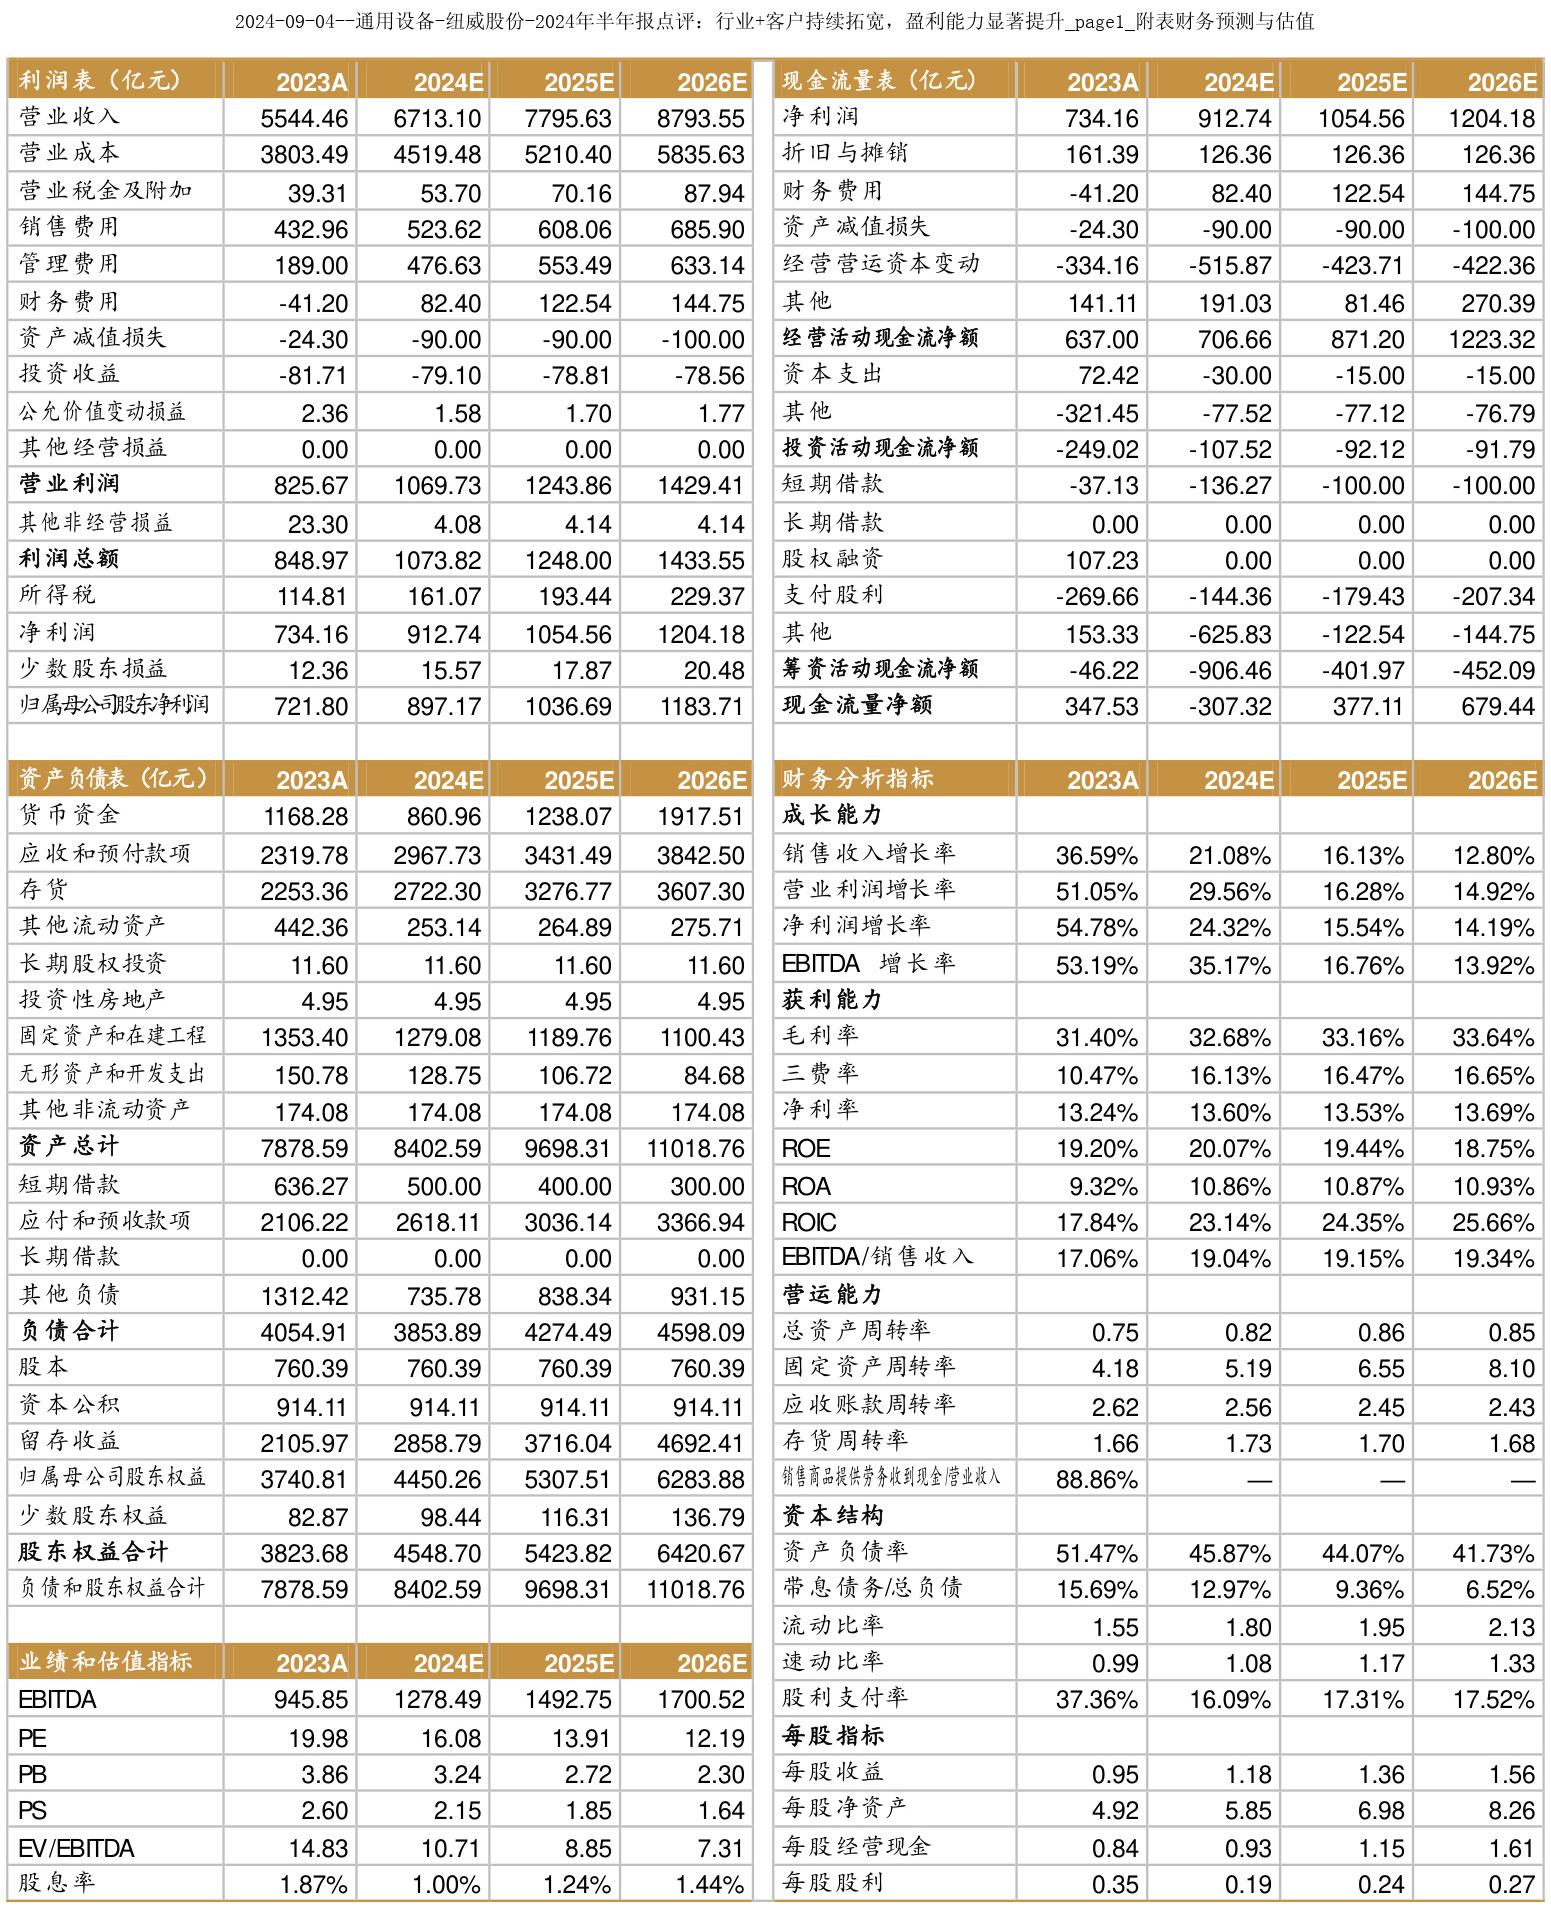 2024-09-04--通用设备-纽威股份-2024年半年报点评：行业+客户持续拓宽，盈利能力显著提升_page1_附表财务预测与估值
利润表（亿元） 2023A 2024E 2025E 2026E
营业收入 5544.46 6713.10 7795.63 8793.55
营业成本 3803.49 4519.48 5210.40 5835.63
营业税金及附加 39.31 53.70 70.16 87.94
销售费用 432.96 523.62 608.06 685.90
管理费用 189.00 476.63 553.49 633.14
财务费用 -41.20 82.40 122.54 144.75
资产减值损失 -24.30 -90.00 -90.00 -100.00
投资收益 -81.71 -79.10 -78.81 -78.56
公允价值变动损益 2.36 1.58 1.70 1.77
其他经营损益 0.00 0.00 0.00 0.00
营业利润 825.67 1069.73 1243.86 1429.41
其他非经营损益 23.30 4.08 4.14 4.14
利润总额 848.97 1073.82 1248.00 1433.55
所得税 114.81 161.07 193.44 229.37
净利润 734.16 912.74 1054.56 1204.18
少数股东损益 12.36 15.57 17.87 20.48
归属母公司股东净利润 721.80 897.17 1036.69 1183.71
资产负债表（亿元） 2023A 2024E 2025E 2026E
货币资金 1168.28 860.96 1238.07 1917.51
应收和预付款项 2319.78 2967.73 3431.49 3842.50
存货 2253.36 2722.30 3276.77 3607.30
其他流动资产 442.36 253.14 264.89 275.71
长期股权投资 11.60 11.60 11.60 11.60
投资性房地产 4.95 4.95 4.95 4.95
固定资产和在建工程 1353.40 1279.08 1189.76 1100.43
无形资产和开发支出 150.78 128.75 106.72 84.68
其他非流动资产 174.08 174.08 174.08 174.08
资产总计 7878.59 8402.59 9698.31 11018.76
短期借款 636.27 500.00 400.00 300.00
应付和预收款项 2106.22 2618.11 3036.14 3366.94
长期借款 0.00 0.00 0.00 0.00
其他负债 1312.42 735.78 838.34 931.15
负债合计 4054.91 3853.89 4274.49 4598.09
股本 760.39 760.39 760.39 760.39
资本公积 914.11 914.11 914.11 914.11
留存收益 2105.97 2858.79 3716.04 4692.41
归属母公司股东权益 3740.81 4450.26 5307.51 6283.88
少数股东权益 82.87 98.44 116.31 136.79
股东权益合计 3823.68 4548.70 5423.82 6420.67
负债和股东权益合计 7878.59 8402.59 9698.31 11018.76
业绩和估值指标 2023A 2024E 2025E 2026E
EBITDA 945.85 1278.49 1492.75 1700.52
PE 19.98 16.08 13.91 12.19
PB 3.86 3.24 2.72 2.30
PS 2.60 2.15 1.85 1.64
EV/EBITDA 14.83 10.71 8.85 7.31
股息率 1.87% 1.00% 1.24% 1.44%
现金流量表（亿元） 2023A 2024E 2025E 2026E
净利润 734.16 912.74 1054.56 1204.18
折旧与摊销 161.39 126.36 126.36 126.36
财务费用 -41.20 82.40 122.54 144.75
资产减值损失 -24.30 -90.00 -90.00 -100.00
经营营运资本变动 -334.16 -515.87 -423.71 -422.36
其他 141.11 191.03 81.46 270.39
经营活动现金流净额 637.00 706.66 871.20 1223.32
资本支出 72.42 -30.00 -15.00 -15.00
其他 -321.45 -77.52 -77.12 -76.79
投资活动现金流净额 -249.02 -107.52 -92.12 -91.79
短期借款 -37.13 -136.27 -100.00 -100.00
长期借款 0.00 0.00 0.00 0.00
股权融资 107.23 0.00 0.00 0.00
支付股利 -269.66 -144.36 -179.43 -207.34
其他 153.33 -625.83 -122.54 -144.75
筹资活动现金流净额 -46.22 -906.46 -401.97 -452.09
现金流量净额 347.53 -307.32 377.11 679.44
财务分析指标 2023A 2024E 2025E 2026E
成长能力
销售收入增长率 36.59% 21.08% 16.13% 12.80%
营业利润增长率 51.05% 29.56% 16.28% 14.92%
净利润增长率 54.78% 24.32% 15.54% 14.19%
EBITDA 增长率 53.19% 35.17% 16.76% 13.92%
获利能力
毛利率 31.40% 32.68% 33.16% 33.64%
三费率 10.47% 16.13% 16.47% 16.65%
净利率 13.24% 13.60% 13.53% 13.69%
ROE 19.20% 20.07% 19.44% 18.75%
ROA 9.32% 10.86% 10.87% 10.93%
ROIC 17.84% 23.14% 24.35% 25.66%
EBITDA/销售收入 17.06% 19.04% 19.15% 19.34%
营运能力
总资产周转率 0.75 0.82 0.86 0.85
固定资产周转率 4.18 5.19 6.55 8.10
应收账款周转率 2.62 2.56 2.45 2.43
存货周转率 1.66 1.73 1.70 1.68
销售商品提供劳务收到现金/营业收入 88.86% — — —
资本结构
资产负债率 51.47% 45.87% 44.07% 41.73%
带息债务/总负债 15.69% 12.97% 9.36% 6.52%
流动比率 1.55 1.80 1.95 2.13
速动比率 0.99 1.08 1.17 1.33
股利支付率 37.36% 16.09% 17.31% 17.52%
每股指标
每股收益 0.95 1.18 1.36 1.56
每股净资产 4.92 5.85 6.98 8.26
每股经营现金 0.84 0.93 1.15 1.61
每股股利 0.35 0.19 0.24 0.27